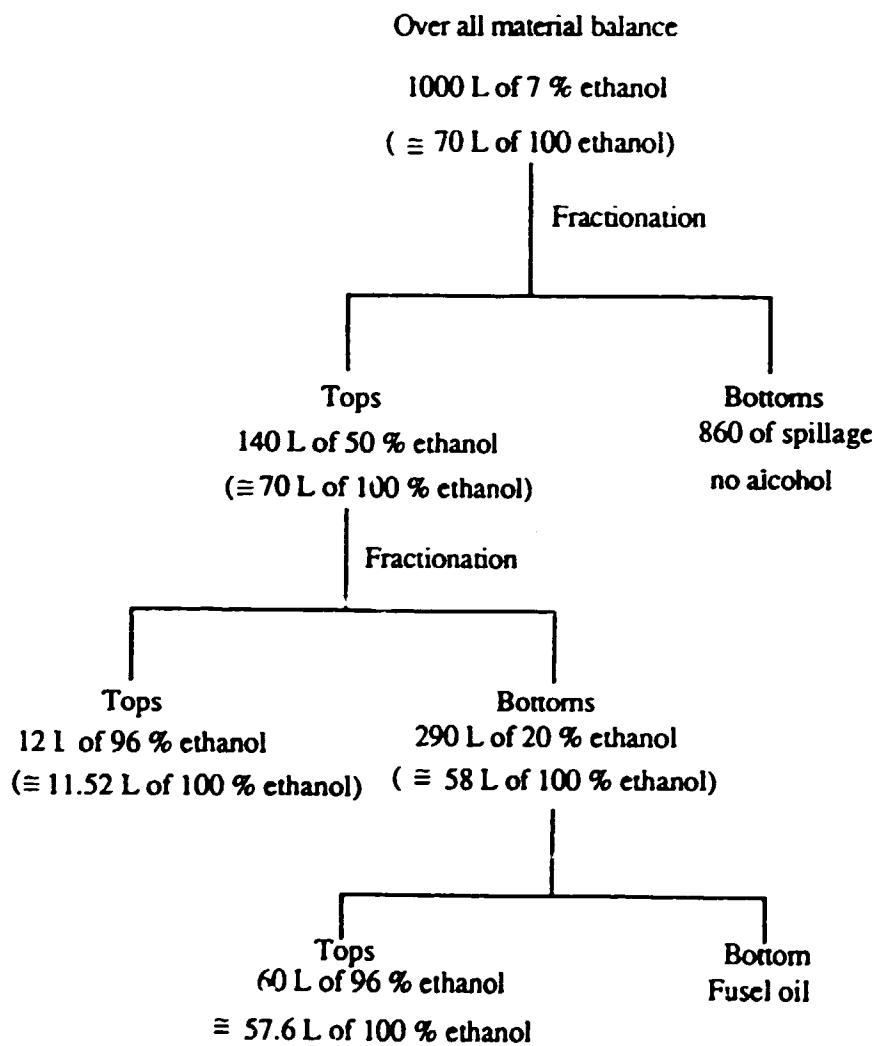 Over all material balance
1000 L of 7 % ethanol
( ≅ 70 L of 100 ethanol)
Fractionation
Tops
140 L of 50 % ethanol
(≅ 70 L of 100 % ethanol)
Bottoms
860 of spillage
no alcohol
Fractionation
Tops
12 l of 96 % ethanol
(≅ 11.52 L of 100 % ethanol)
Bottoms
290 L of 20 % ethanol
( ≅ 58 L of 100 % ethanol)
Tops
60 L of 96 % ethanol
≅ 57.6 L of 100 % ethanol
Bottom
Fusel oil